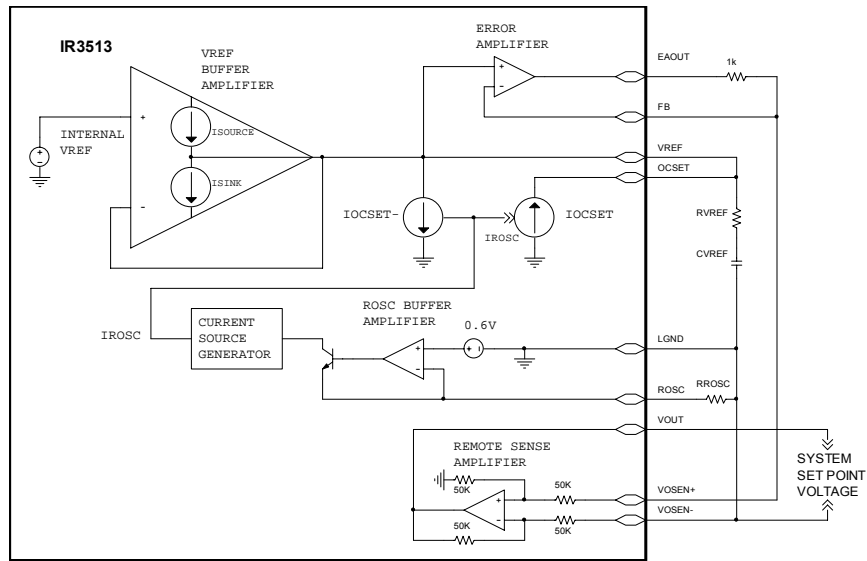 IR3513
VREF
BUFFER
AMPLIFIER
ERROR
AMPLIFIER
EAOUT
1k
FB
ISOURCE
INTERNAL
VREF
+
-
+
-
+
-
VREF
OCSET
ISINK
IOCSET-
IOCSET
IROSC
RVREF
CVREF
ROSC BUFFER
AMPLIFIER
0.6V
IROSC
CURRENT
SOURCE
GENERATOR
+
-
+
-
LGND
ROSC
RROSC
VOUT
REMOTE SENSE
AMPLIFIER
SYSTEM
SET POINT
VOLTAGE
50K
50K
+
-
VOSEN+
VOSEN-
50K
50K